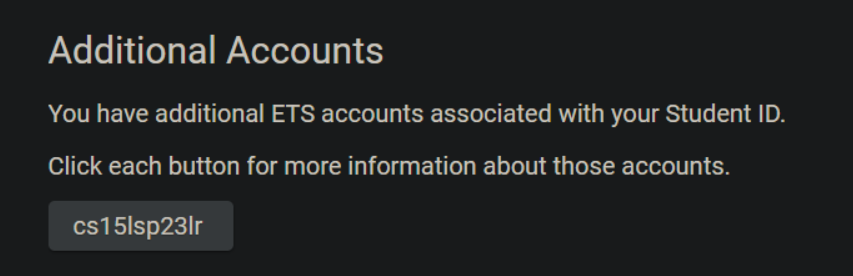 Additional Accounts
You have additional ETS accounts associated with your Student ID.
Click each button for more information about those accounts.
cs15lsp23lr